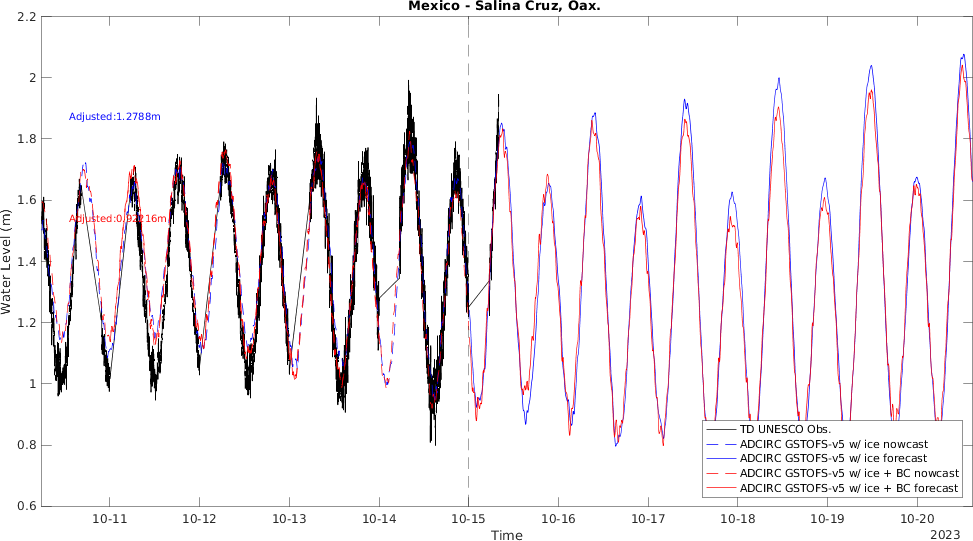 Mexico - Salina Cruz, Oax.
2.2
2
1.8
1.6
1.4
1.2
1
0.8
0.6
Water Level (m)
Adjusted:1.2788m
Adjusted:0.92216m
TD UNESCO Obs.
ADCIRC GSTOFS-v5 w/ ice nowcast
ADCIRC GSTOFS-v5 w/ ice forecast
ADCIRC GSTOFS-v5 w/ ice + BC nowcast
ADCIRC GSTOFS-v5 w/ ice + BC forecast
10-11 10-12 10-13 10-14 10-15 10-16 10-17 10-18 10-19 10-20
2023
Time